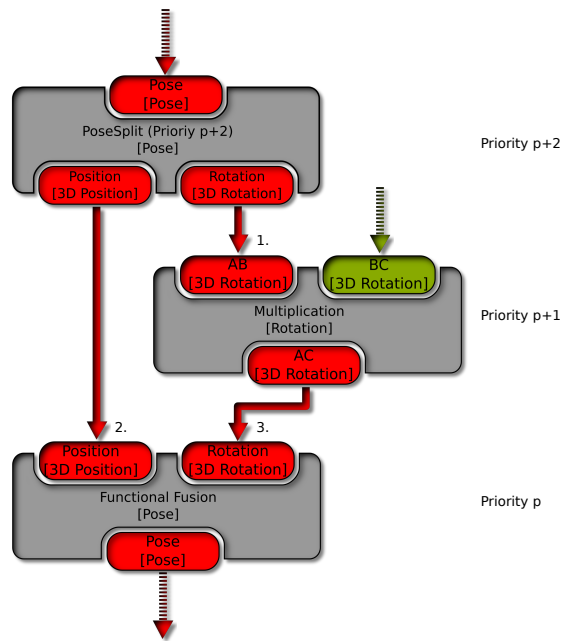 Pose
[Pose]
PoseSplit (Prioriy p+2)
[Pose]
Priority p+2
Position
[3D Position]
Rotation
[3D Rotation]
1.
AB
[3D Rotation]
BC
[3D Rotation]
Multiplication
[Rotation]
Priority p+1
AC
[3D Rotation]
2.
3.
Position
[3D Position]
Rotation
[3D Rotation]
Functional Fusion
[Pose]
Priority p
Pose
[Pose]